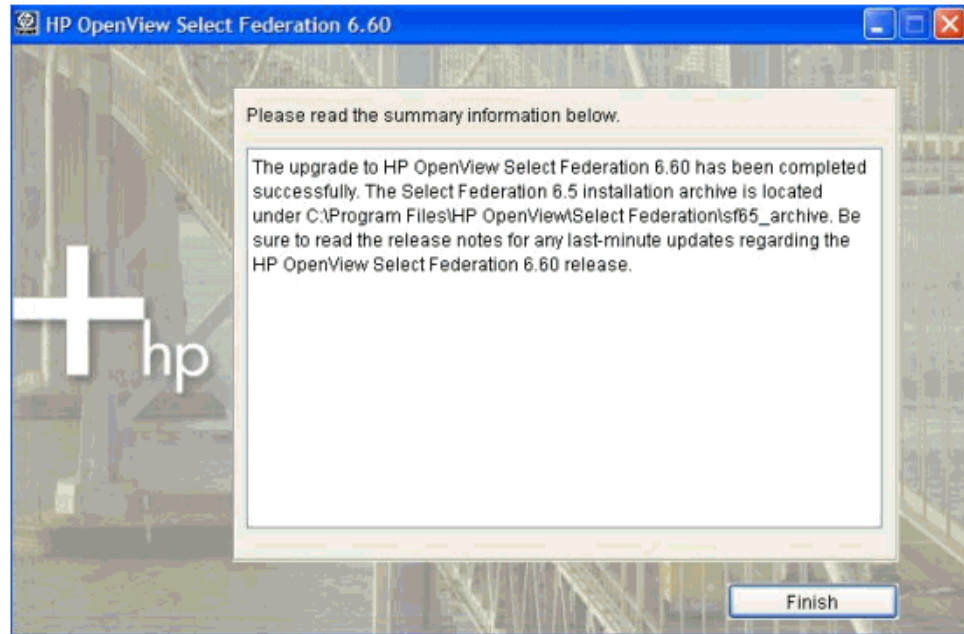 HP OpenView Select Federation 6.60
Please read the summary information below.
The upgrade to HP OpenView Select Federation 6.60 has been completed
successfully. The Select Federation 6.5 installation archive is located
under C:\Program Files\HP OpenView\Select Federation\sf65_archive. Be
sure to read the release notes for any last-minute updates regarding the
HP OpenView Select Federation 6.60 release.
hp
Finish